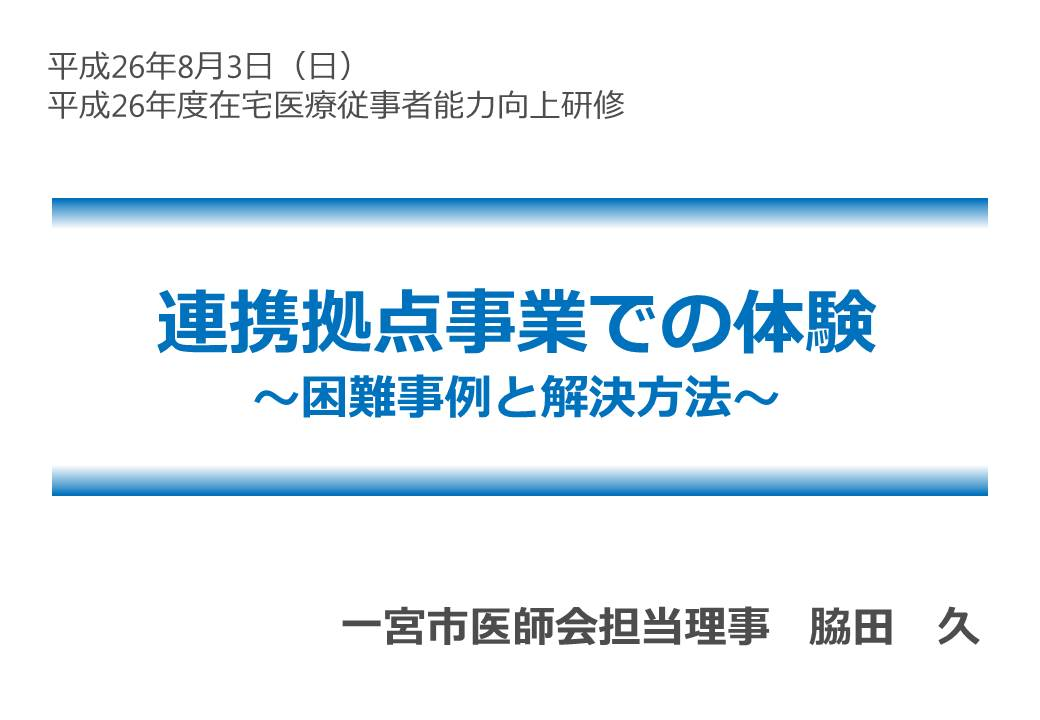 平成26年8月3日（日）
平成26年度在宅医療従事者能力向上研修
連携拠点事業での体験
～困難事例と解決方法～
一宮市医師会担当理事　脇田　久